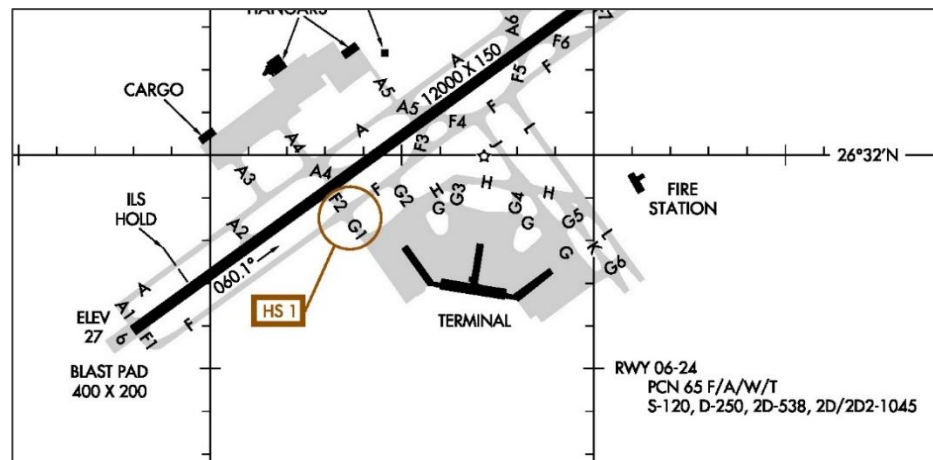 HANGARS
A6
F6
A
F5
F
12000 X 150
CARGO
A5
A5
F
F4
L
A
A4
F3
J
26°32'N
A3
A4
H
FIRE
STATION
F
F2
G2
H
G3
G
G4
H
G5
G
L
G1
ILS
HOLD
A2
K
G
G6
060.1°
A
HS 1
A1
ELEV
27
6
F1
F
TERMINAL
BLAST PAD
400 X 200
RWY 06-24
PCN 65 F/A/W/T
S-120, D-250, 2D-538, 2D/2D2-1045